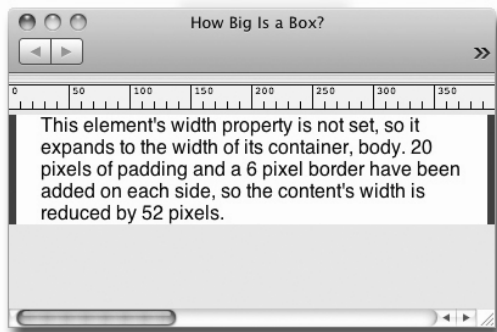 How Big Is a Box?
0 50 100 150 200 250 300 350
This element's width property is not set, so it
expands to the width of its container, body. 20
pixels of padding and a 6 pixel border have been
added on each side, so the content's width is
reduced by 52 pixels.